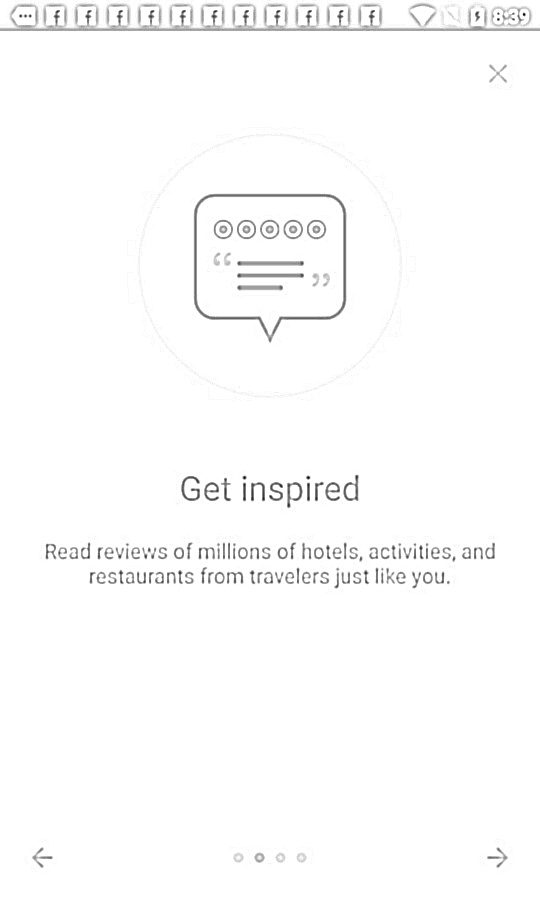 8:39
Get inspired
Read reviews of millions of hotels, activities, and
restaurants from travelers just like you.